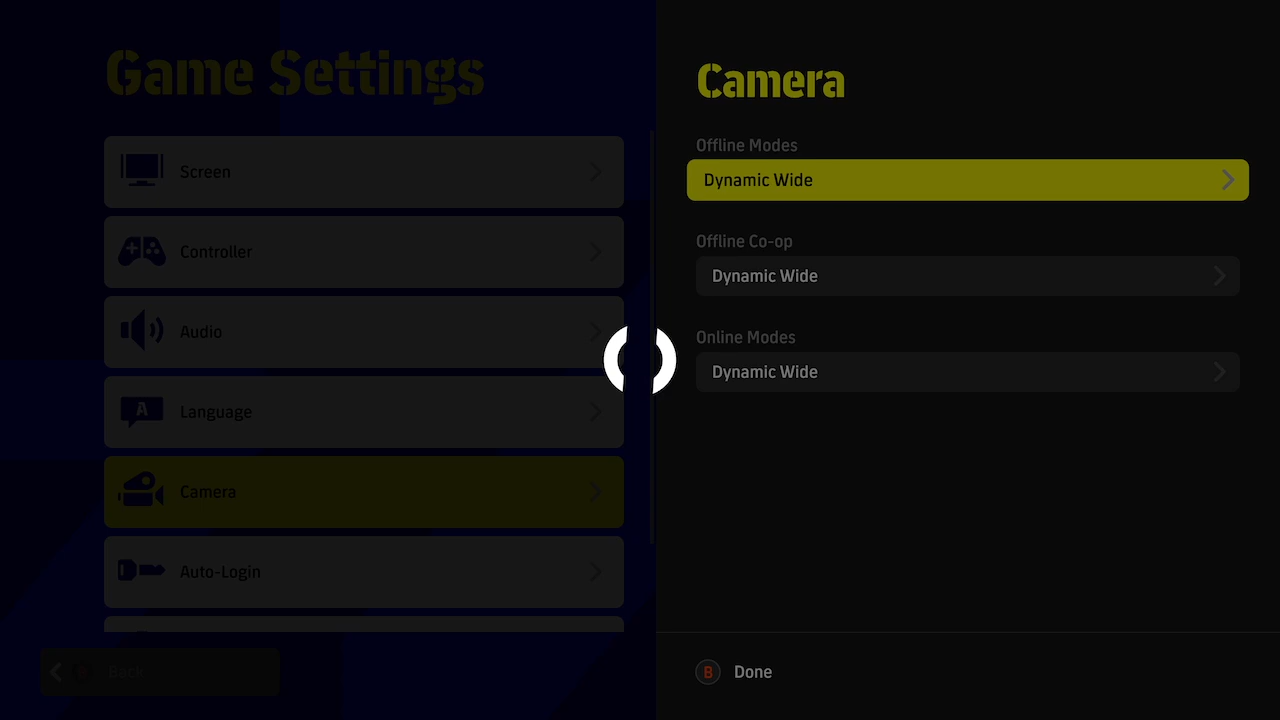 Game Settings
Screen
Controller
Audio
A
Language
Camera
Auto-Login
Back
Camera
Offline Modes
Dynamic Wide
Offline Co-op
Dynamic Wide
Online Modes
Dynamic Wide
B Done